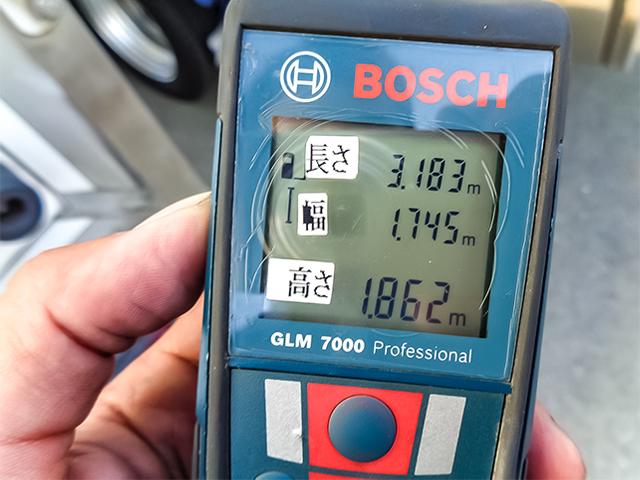 BOSCH
長さ 3.183m
幅 1.745m
高さ 1.862m
GLM 7000 Professional